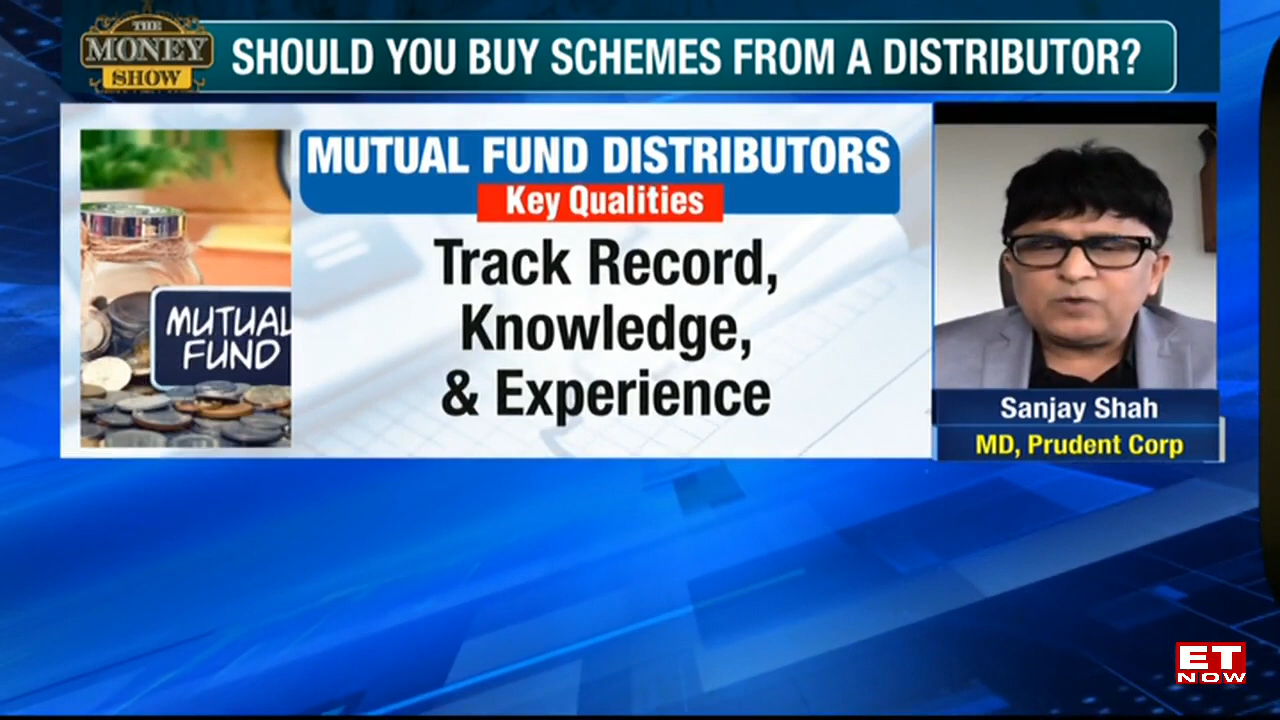 THE
MONEY
SHOW
SHOULD YOU BUY SCHEMES FROM A DISTRIBUTOR?
MUTUAL FUND DISTRIBUTORS
Key Qualities
Track Record,
Knowledge,
& Experience
MUTUAL
FUND
Sanjay Shah
MD, Prudent Corp
ET
NOW